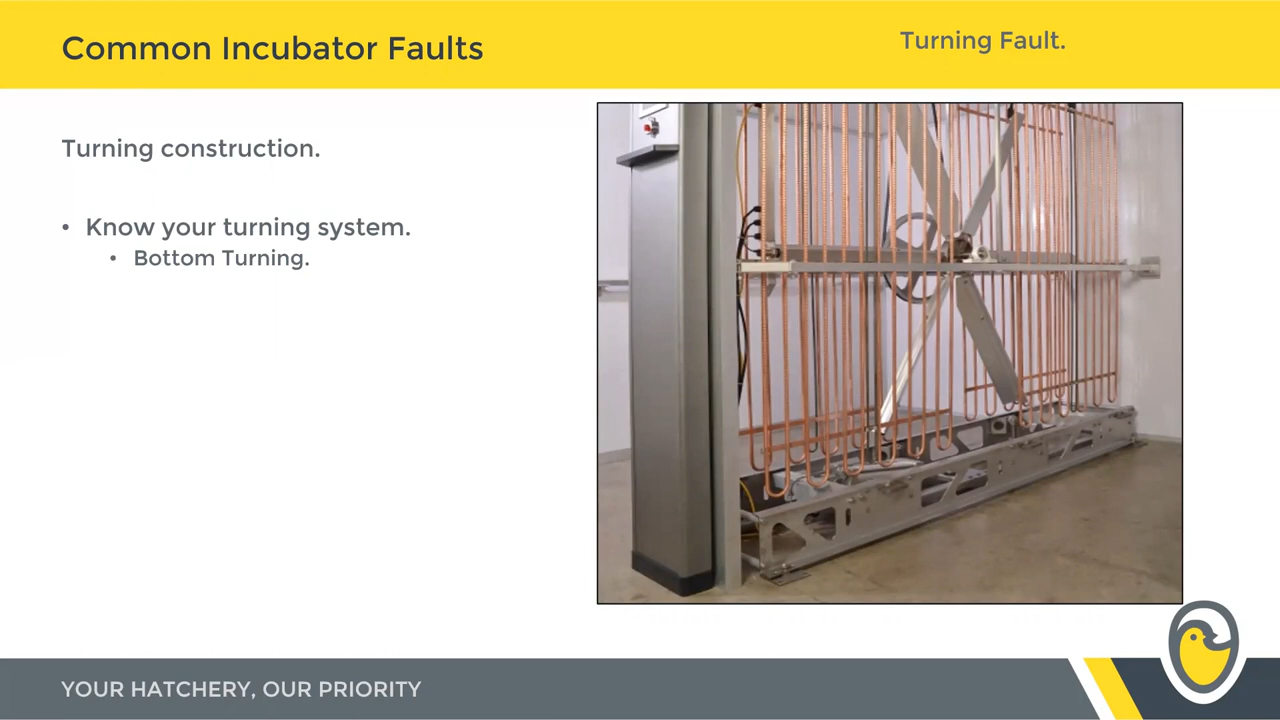 Common Incubator Faults
Turning Fault.
Turning construction.
• Know your turning system.
• Bottom Turning.
YOUR HATCHERY, OUR PRIORITY